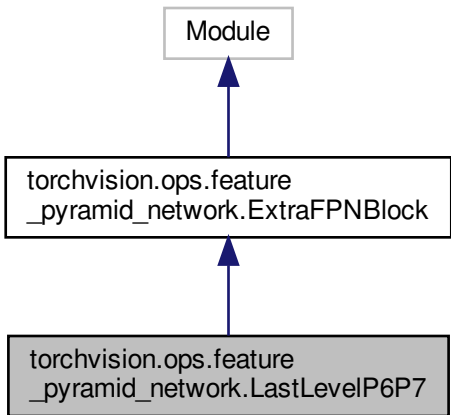 Module
torchvision.ops.feature
_pyramid_network.ExtraFPNBlock
torchvision.ops.feature
_pyramid_network.LastLevelP6P7